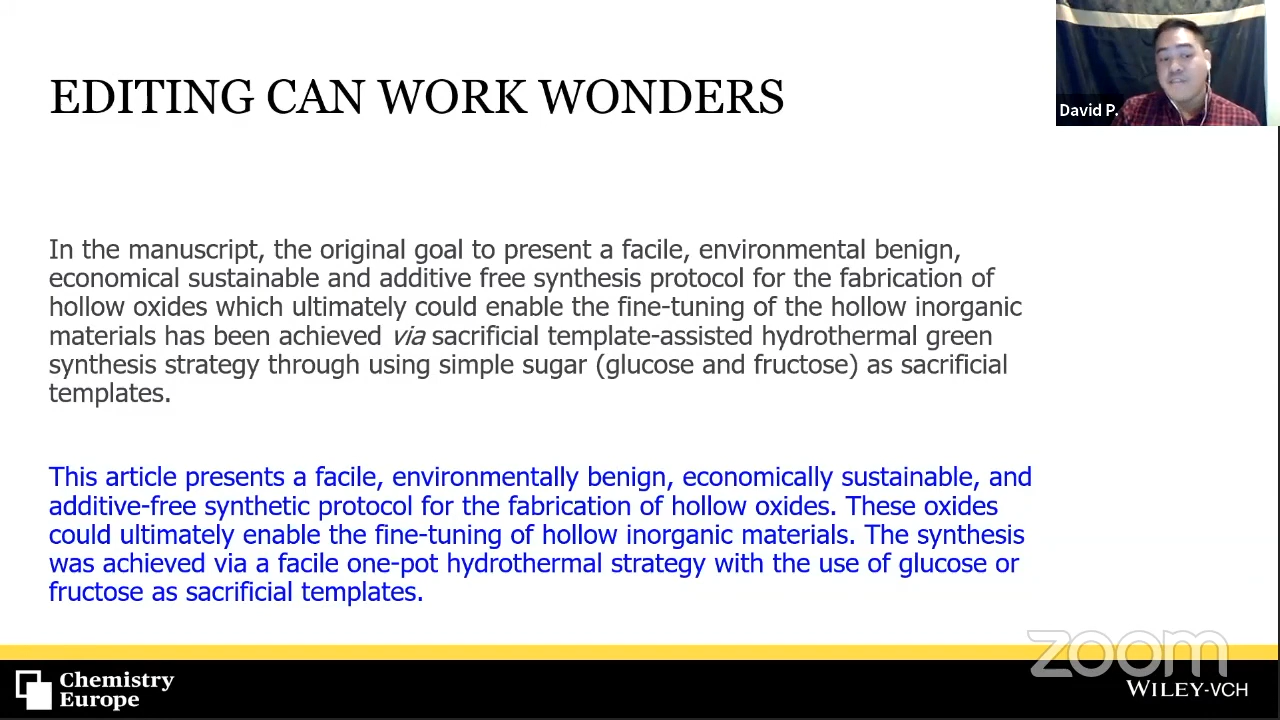 EDITING CAN WORK WONDERS
David P.
In the manuscript, the original goal to present a facile, environmental benign,
economical sustainable and additive free synthesis protocol for the fabrication of
hollow oxides which ultimately could enable the fine-tuning of the hollow inorganic
materials has been achieved via sacrificial template-assisted hydrothermal green
synthesis strategy through using simple sugar (glucose and fructose) as sacrificial
templates.
This article presents a facile, environmentally benign, economically sustainable, and
additive-free synthetic protocol for the fabrication of hollow oxides. These oxides
could ultimately enable the fine-tuning of hollow inorganic materials. The synthesis
was achieved via a facile one-pot hydrothermal strategy with the use of glucose or
fructose as sacrificial templates.
zoom
Chemistry
Europe
WILEY-VCH